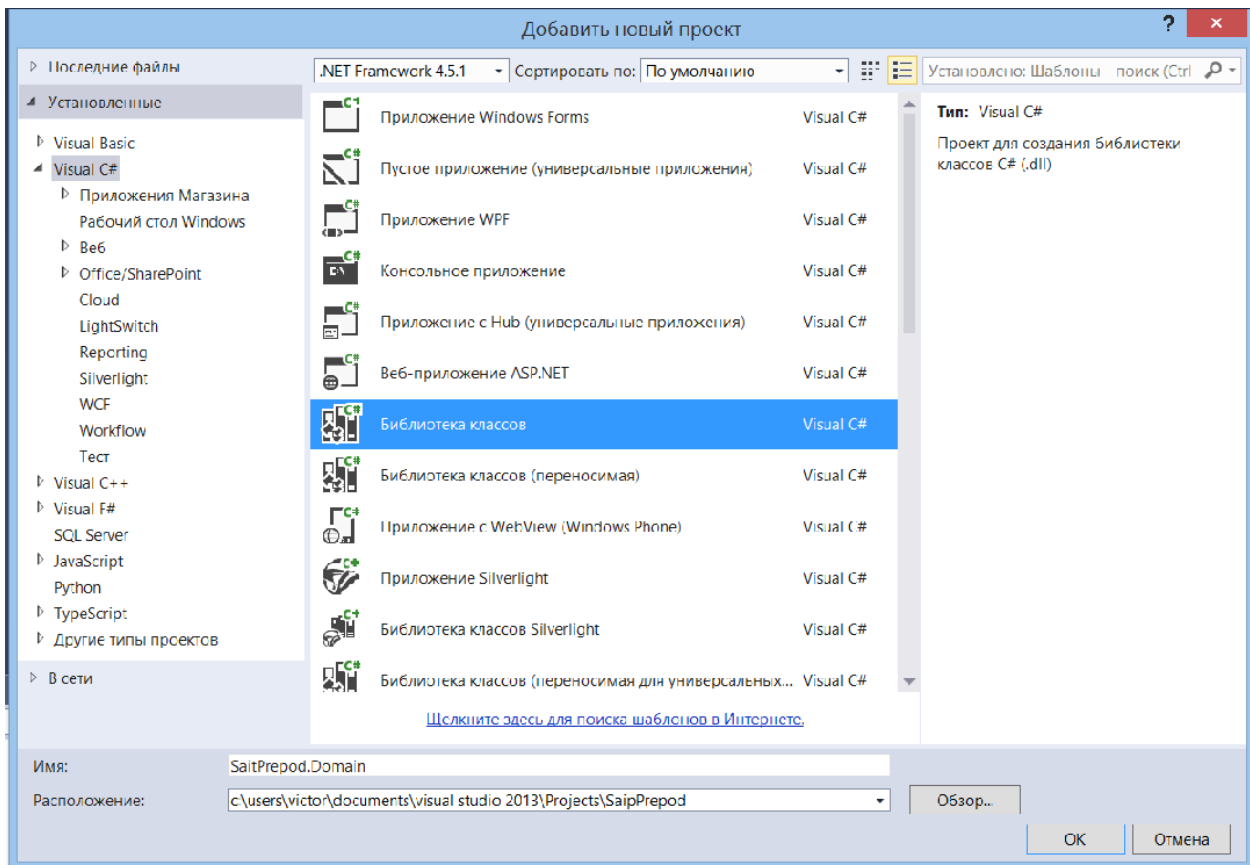 Добавить новый проект
?
Последние файлы
.NET Framework 4.5.1
Сортировать по:
По умолчанию
Установлено: Шаблоны поиск (Ctrl
Установленные
Visual Basic
Visual C#
Приложения Магазина
Рабочий стол Windows
Веб
Office/SharePoint
Cloud
LightSwitch
Reporting
Silverlight
WCF
Workflow
Тест
Visual C++
Visual F#
SQL Server
JavaScript
Python
TypeScript
Другие типы проектов
В сети
Приложение Windows Forms Visual C#
Пустое приложение (универсальные приложения) Visual C#
Приложение WPF Visual C#
Консольное приложение Visual C#
Приложение с Hub (универсальные приложения) Visual C#
Веб-приложение ASP.NET Visual C#
Библиотека классов Visual C#
Библиотека классов (переносимая) Visual C#
Приложение с WebView (Windows Phone) Visual C#
Приложение Silverlight Visual C#
Библиотека классов Silverlight Visual C#
Библиотека классов (переносимая для универсальных... Visual C#
Щелкните здесь для поиска шаблонов в Интернете.
Тип: Visual C#
Проект для создания библиотеки
классов C# (.dll)
Имя: SaitPrepod.Domain
Расположение: c:\users\victor\documents\visual studio 2013\Projects\SaipPrepod
Обзор...
ОК
Отмена